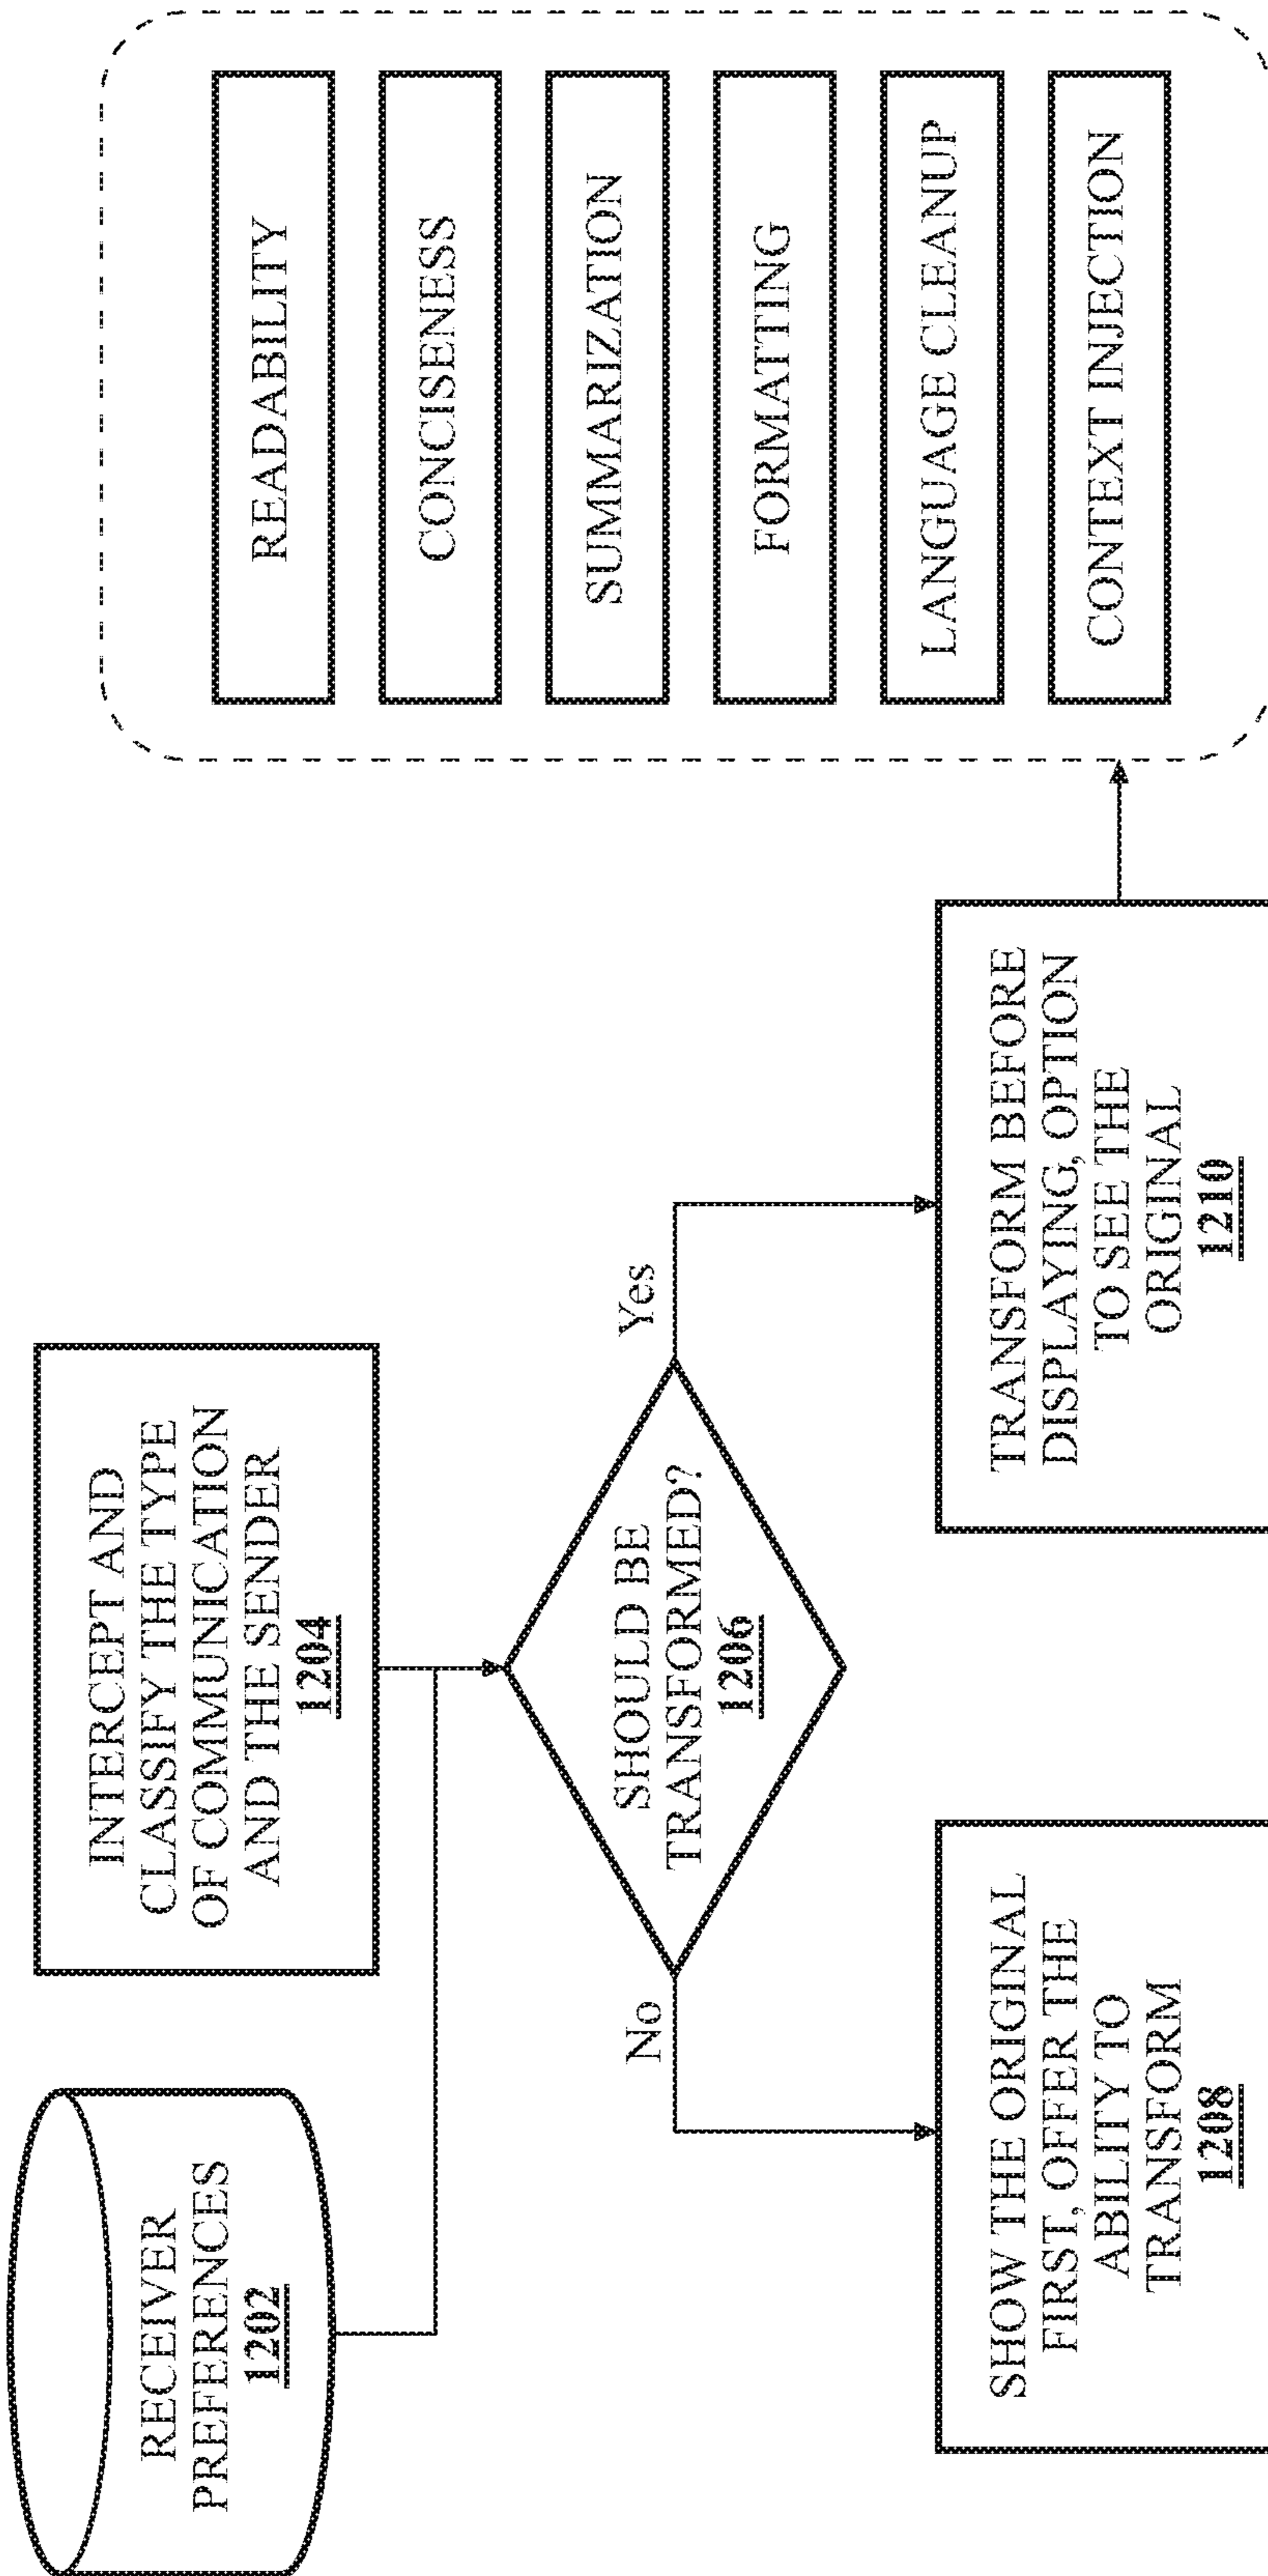 RECEIVER
PREFERENCES
1202
INTERCEPT AND
CLASSIFY THE TYPE
OF COMMUNICATION
AND THE SENDER
1204
SHOULD BE
TRANSFORMED?
1206
No
Yes
SHOW THE ORIGINAL
FIRST, OFFER THE
ABILITY TO
TRANSFORM
1208
TRANSFORM BEFORE
DISPLAYING, OPTION
TO SEE THE
ORIGINAL
1210
READABILITY
CONCISENESS
SUMMARIZATION
FORMATTING
LANGUAGE CLEANUP
CONTEXT INJECTION